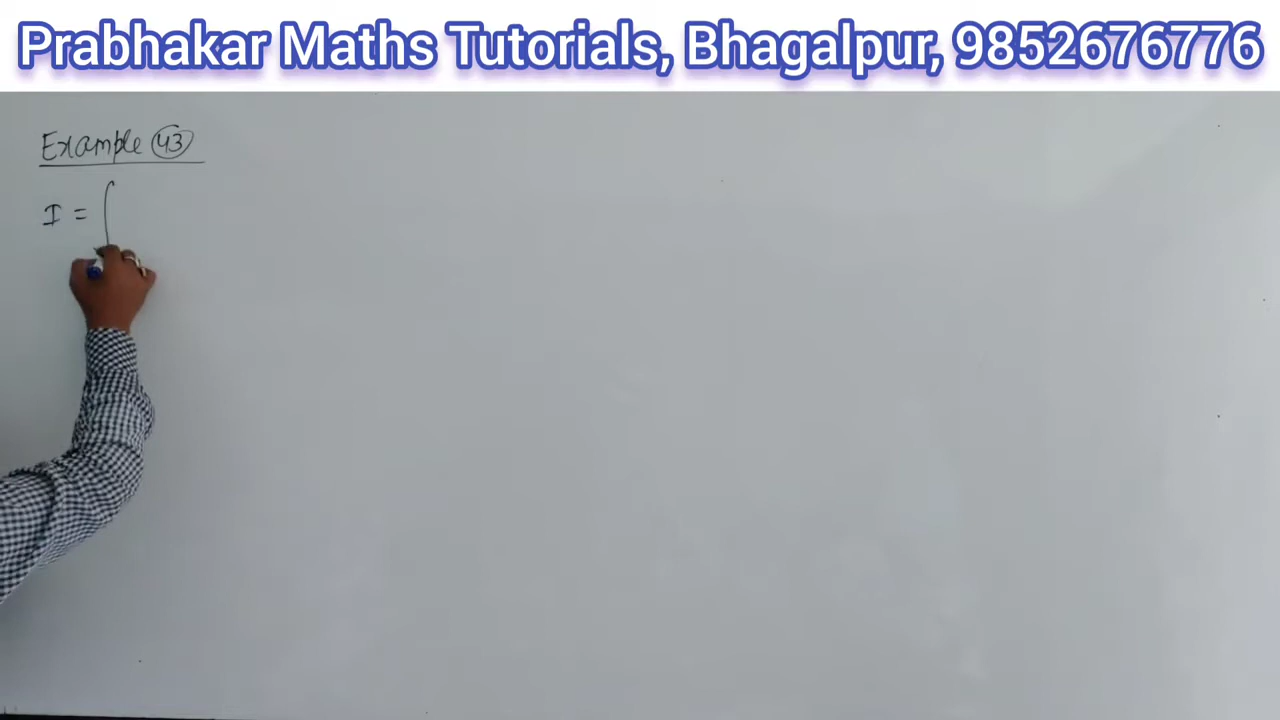 Prabhakar Maths Tutorials, Bhagalpur, 9852676776
Example 43
I = ∫